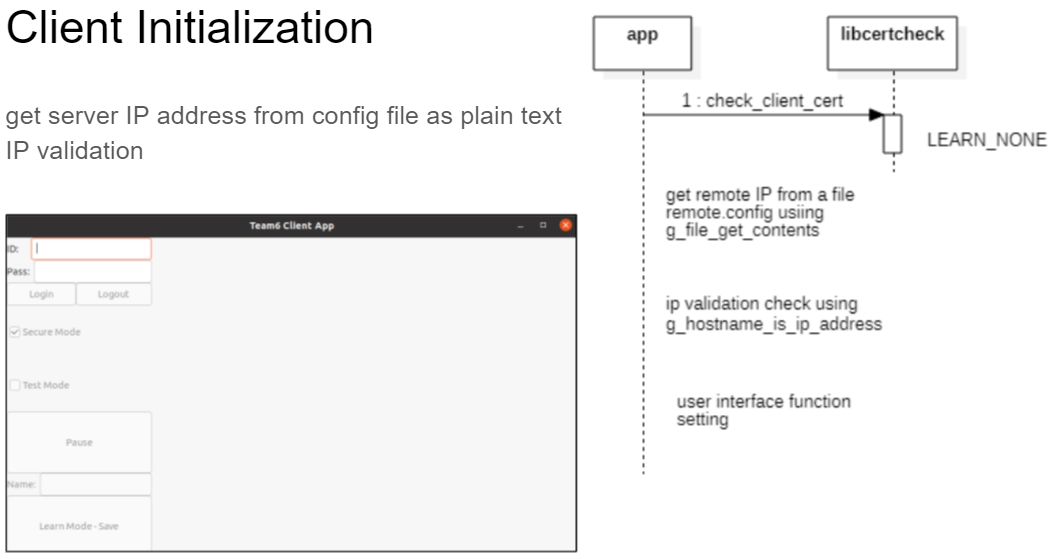 Client Initialization
get server IP address from config file as plain text
IP validation
Team6 Client App
ID:
Pass:
Login Logout
Secure Mode
Test Mode
Pause
Name:
Learn Mode - Save
app
libcertcheck
1 : check_client_cert
LEARN_NONE
get remote IP from a file
remote.config usiing
g_file_get_contents
ip validation check using
g_hostname_is_ip_address
user interface function
setting